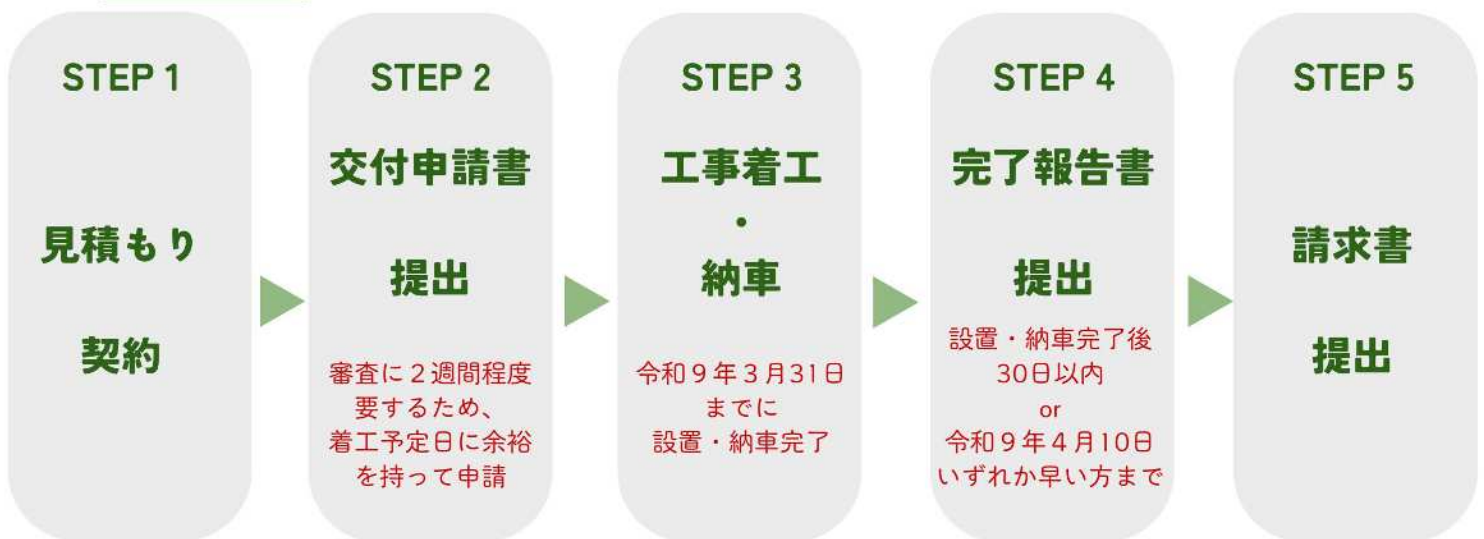 STEP 1
見積もり
契約
STEP 2
交付申請書
提出
審査に２週間程度
要するため、
着工予定日に余裕
を持って申請
STEP 3
工事着工
・
納車
令和９年３月31日
までに
設置・納車完了
STEP 4
完了報告書
提出
設置・納車完了後
30日以内
or
令和９年４月10日
いずれか早い方まで
STEP 5
請求書
提出